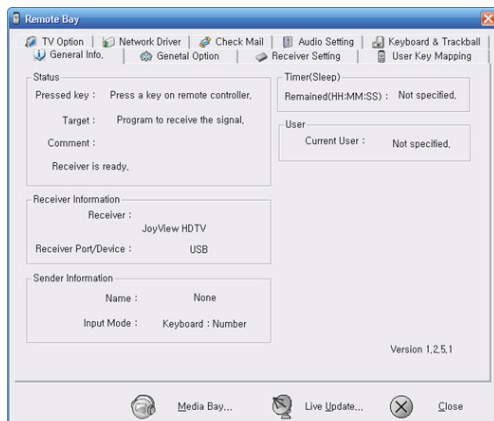 Remote Bay
TV Option Network Driver Check Mail Audio Setting Keyboard & Trackball
General Info, Genetal Option Receiver Setting User Key Mapping
Status
Pressed key : Press a key on remote controller,
Target : Program to receive the signal,
Comment :
Receiver is ready,
Timer(Sleep)
Remained(HH:MM:SS) : Not specified,
User
Current User : Not specified,
Receiver Information
Receiver :
JoyView HDTV
Receiver Port/Device : USB
Sender Information
Name : None
Input Mode : Keyboard : Number
Version 1,2,5,1
Media Bay... Live Update... Close